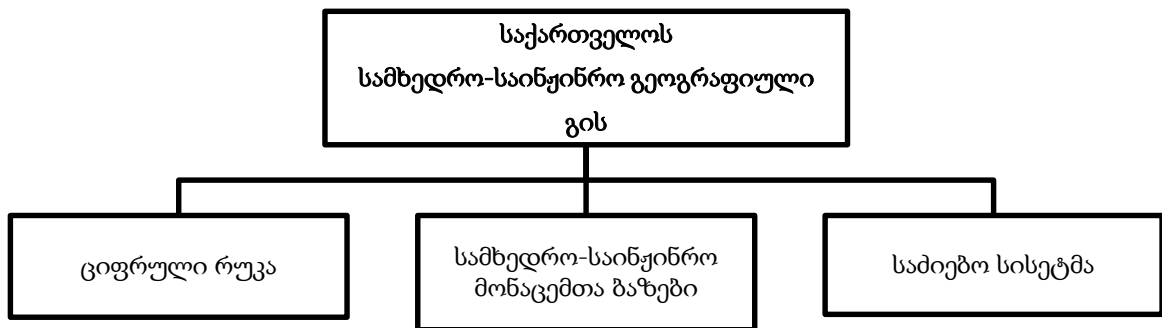 საქართველოს
სამხედრო-საინჟინრო გეოგრაფიული
გის
ციფრული რუკა
სამხედრო-საინჟინრო
მონაცემთა ბაზები
საძიებო სისეტმა